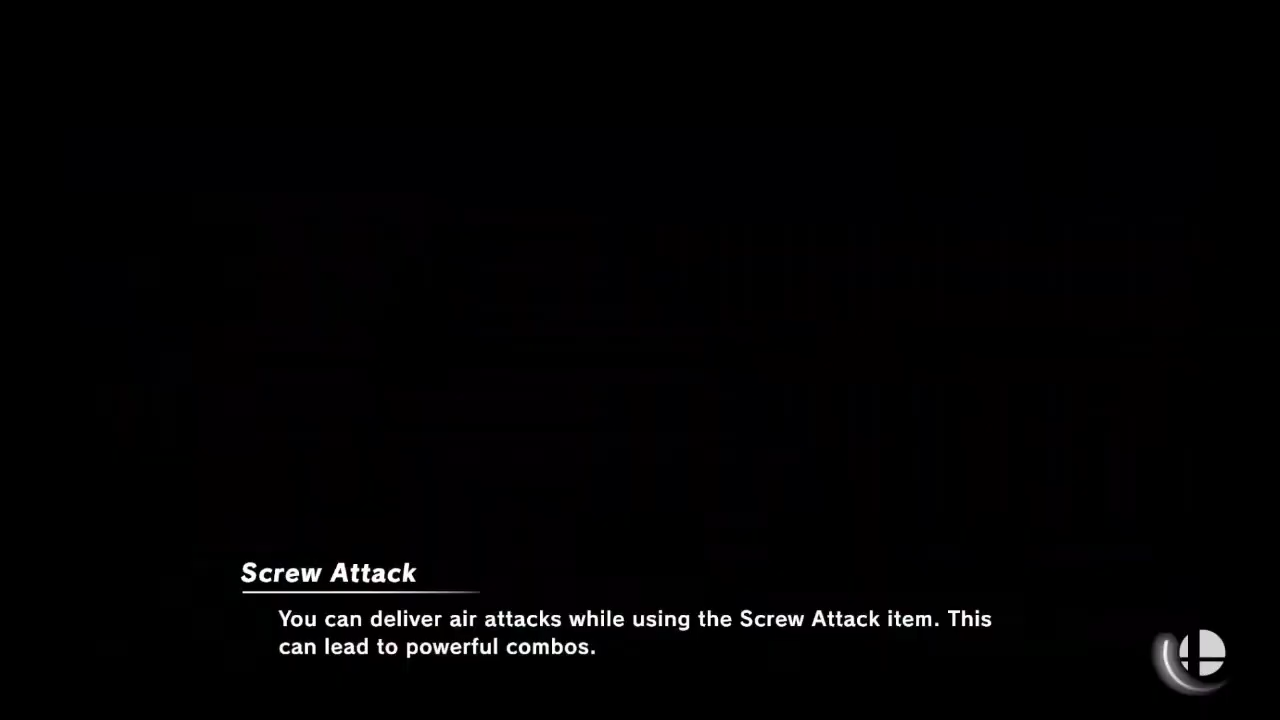 Screw Attack
You can deliver air attacks while using the Screw Attack item. This
can lead to powerful combos.